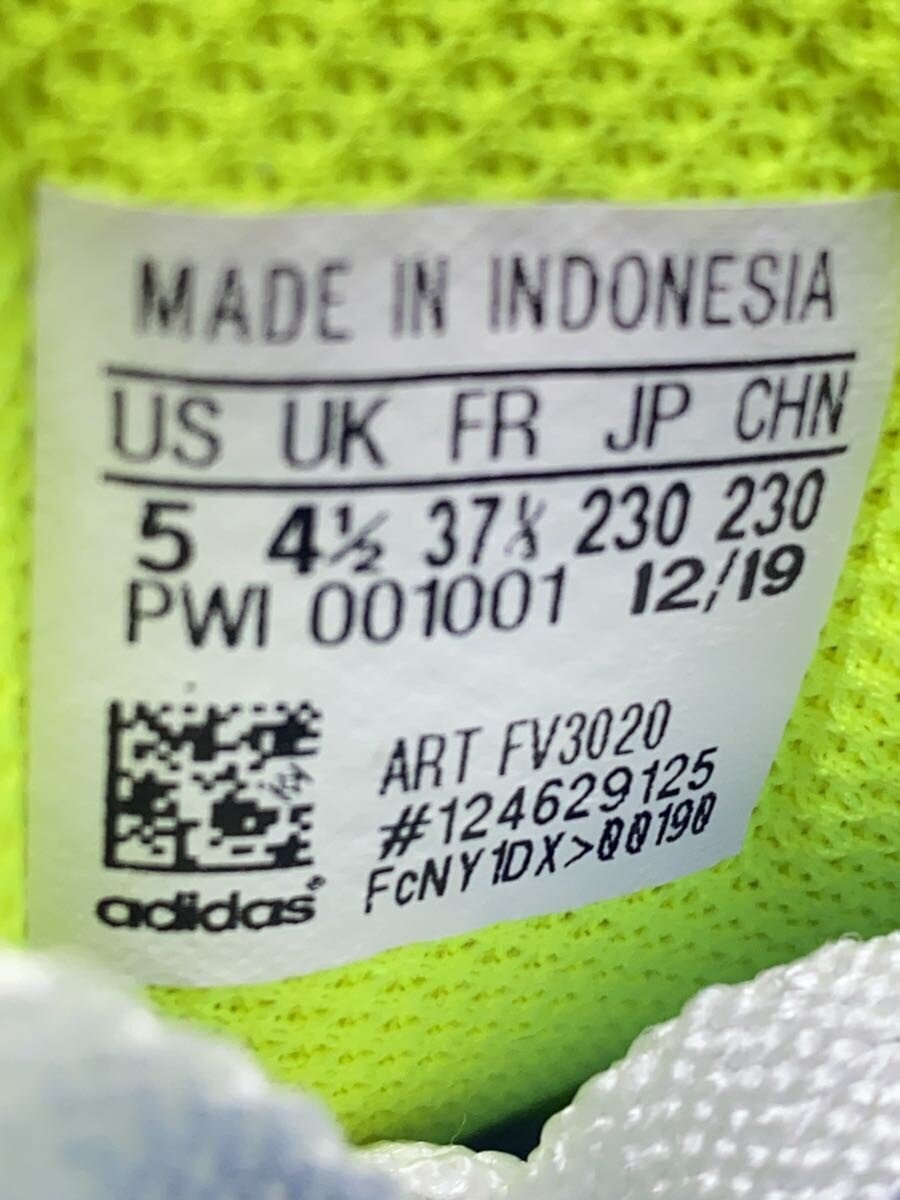 MADE IN INDONESIA
US UK FR JP CHN
5 4½ 37⅓ 230 230
PWI 001001 12/19
ART FV3020
#124629125
FcNY1DX>00190
adidas®